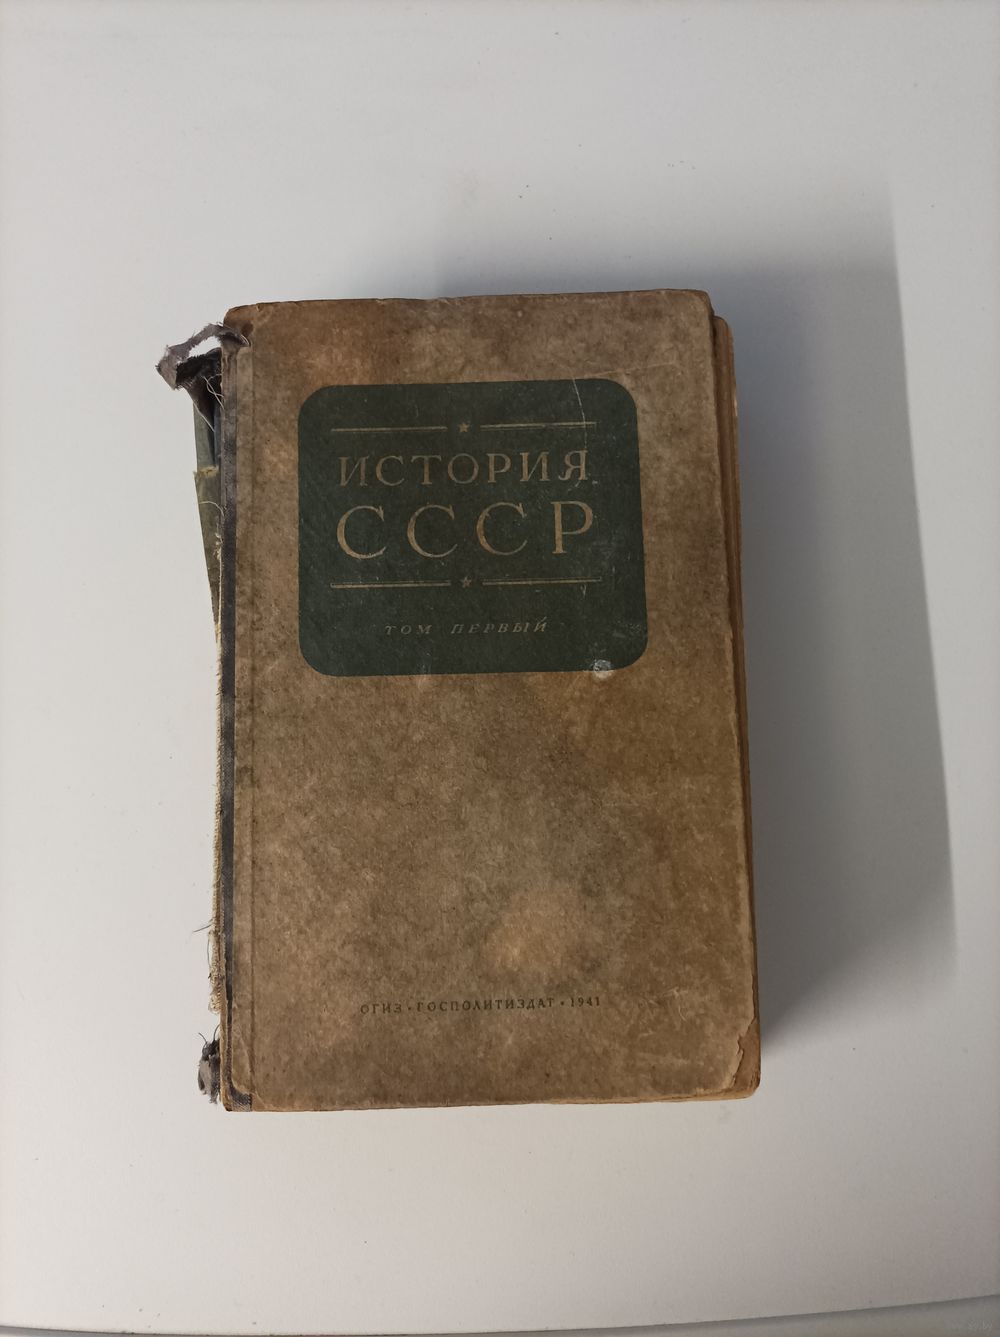 ИСТОРИЯ
СССР
ТОМ ПЕРВЫЙ
ОГИЗ • ГОСПОЛИТИЗДАТ • 1941